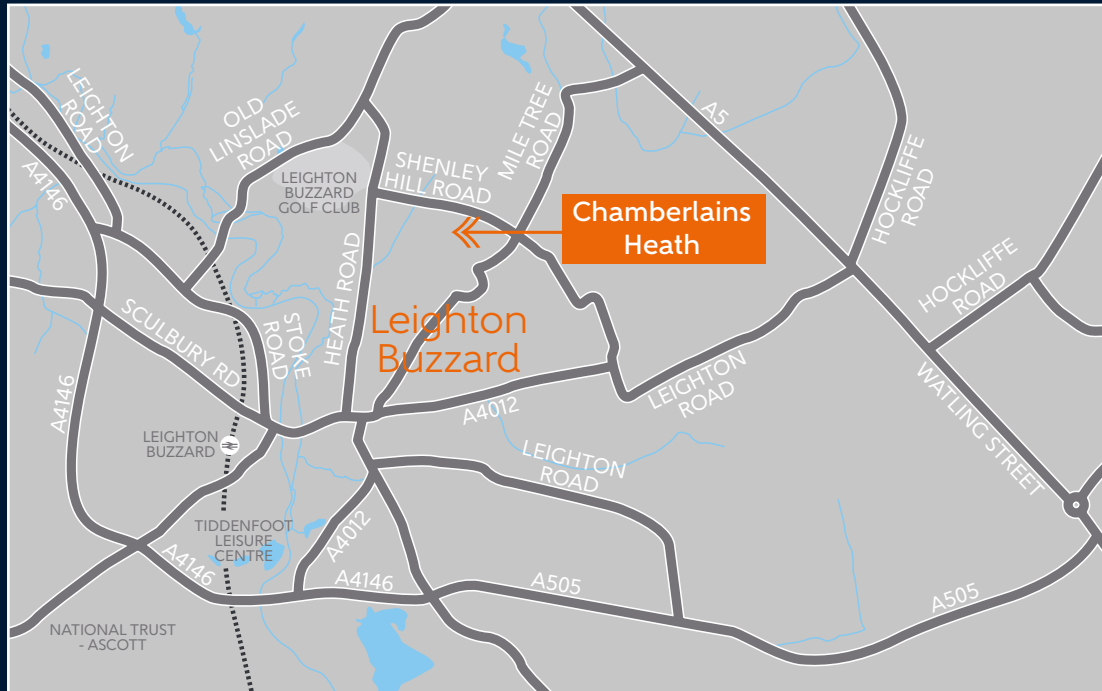 LEIGHTON
ROAD
OLD
LINSLADE
ROAD
A4146
LEIGHTON
BUZZARD
GOLF CLUB
SHENLEY
HILL ROAD
MILE TREE
ROAD
A5
HOCKLIFFE
ROAD
Chamberlains
Heath
HOCKLIFFE
ROAD
HEATH ROAD
STOKE
ROAD
SCULBURY RD
Leighton
Buzzard
A4146
LEIGHTON
BUZZARD
A4012
LEIGHTON
ROAD
WATLING STREET
LEIGHTON
ROAD
TIDDENFOOT
LEISURE
CENTRE
A4012
A4146
A4146
A505
A505
NATIONAL TRUST
- ASCOTT